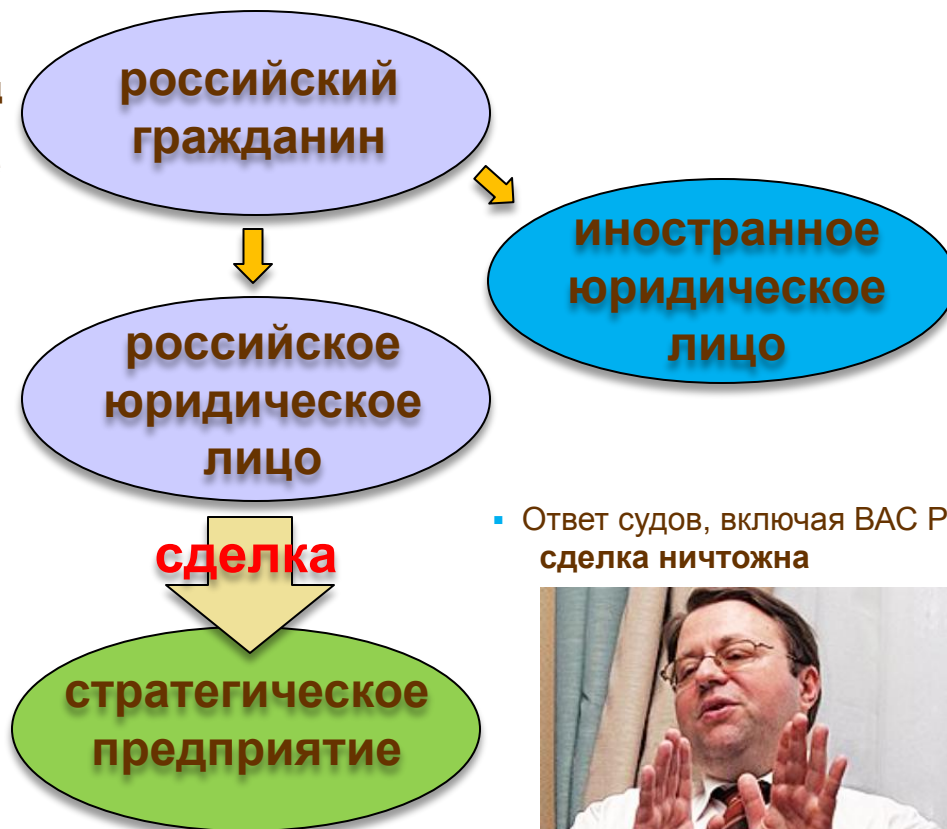 российский
гражданин
иностранное
юридическое
лицо
российское
юридическое
лицо
сделка
▪ Ответ судов, включая ВАС Р
сделка ничтожна
стратегическое
предприятие